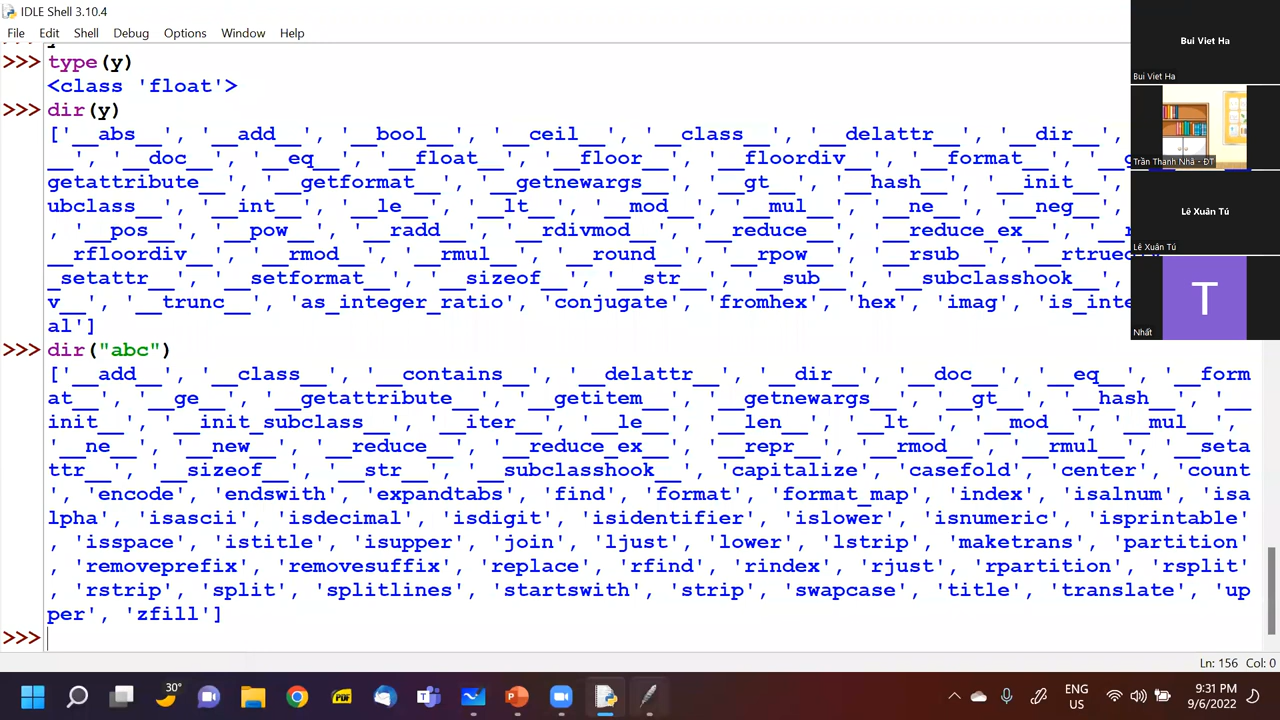 IDLE Shell 3.10.4
File Edit Shell Debug Options Window Help
>>> type(y)
<class 'float'>
>>> dir(y)
['__abs__', '__add__', '__bool__', '__ceil__', '__class__', '__delattr__', '__dir__',
__', '__doc__', '__eq__', '__float__', '__floor__', '__floordiv__', '__format__', '__g
getattribute__', '__getformat__', '__getnewargs__', '__gt__', '__hash__', '__init__',
ubclass__', '__int__', '__le__', '__lt__', '__mod__', '__mul__', '__ne__', '__neg__',
, '__pos__', '__pow__', '__radd__', '__rdivmod__', '__reduce__', '__reduce_ex__', '__r
__rfloordiv__', '__rmod__', '__rmul__', '__round__', '__rpow__', '__rsub__', '__rtrued
_setattr__', '__setformat__', '__sizeof__', '__str__', '__sub__', '__subclasshook__',
v__', '__trunc__', 'as_integer_ratio', 'conjugate', 'fromhex', 'hex', 'imag', 'is_inte
al']
>>> dir("abc")
['__add__', '__class__', '__contains__', '__delattr__', '__dir__', '__doc__', '__eq__', '__form
at__', '__ge__', '__getattribute__', '__getitem__', '__getnewargs__', '__gt__', '__hash__', '__
init__', '__init_subclass__', '__iter__', '__le__', '__len__', '__lt__', '__mod__', '__mul__',
'__ne__', '__new__', '__reduce__', '__reduce_ex__', '__repr__', '__rmod__', '__rmul__', '__seta
ttr__', '__sizeof__', '__str__', '__subclasshook__', 'capitalize', 'casefold', 'center', 'count
', 'encode', 'endswith', 'expandtabs', 'find', 'format', 'format_map', 'index', 'isalnum', 'isa
lpha', 'isascii', 'isdecimal', 'isdigit', 'isidentifier', 'islower', 'isnumeric', 'isprintable'
, 'isspace', 'istitle', 'isupper', 'join', 'ljust', 'lower', 'lstrip', 'maketrans', 'partition'
, 'removeprefix', 'removesuffix', 'replace', 'rfind', 'rindex', 'rjust', 'rpartition', 'rsplit'
, 'rstrip', 'split', 'splitlines', 'startswith', 'strip', 'swapcase', 'title', 'translate', 'up
per', 'zfill']
>>>
Bui Viet Ha
Bui Viet Ha
Trần Thanh Nhã - ĐT
Lê Xuân Tú
Lê Xuân Tú
T
Nhất
Ln: 156 Col: 0
30°
PDF
ENG
US
9:31 PM
9/6/2022